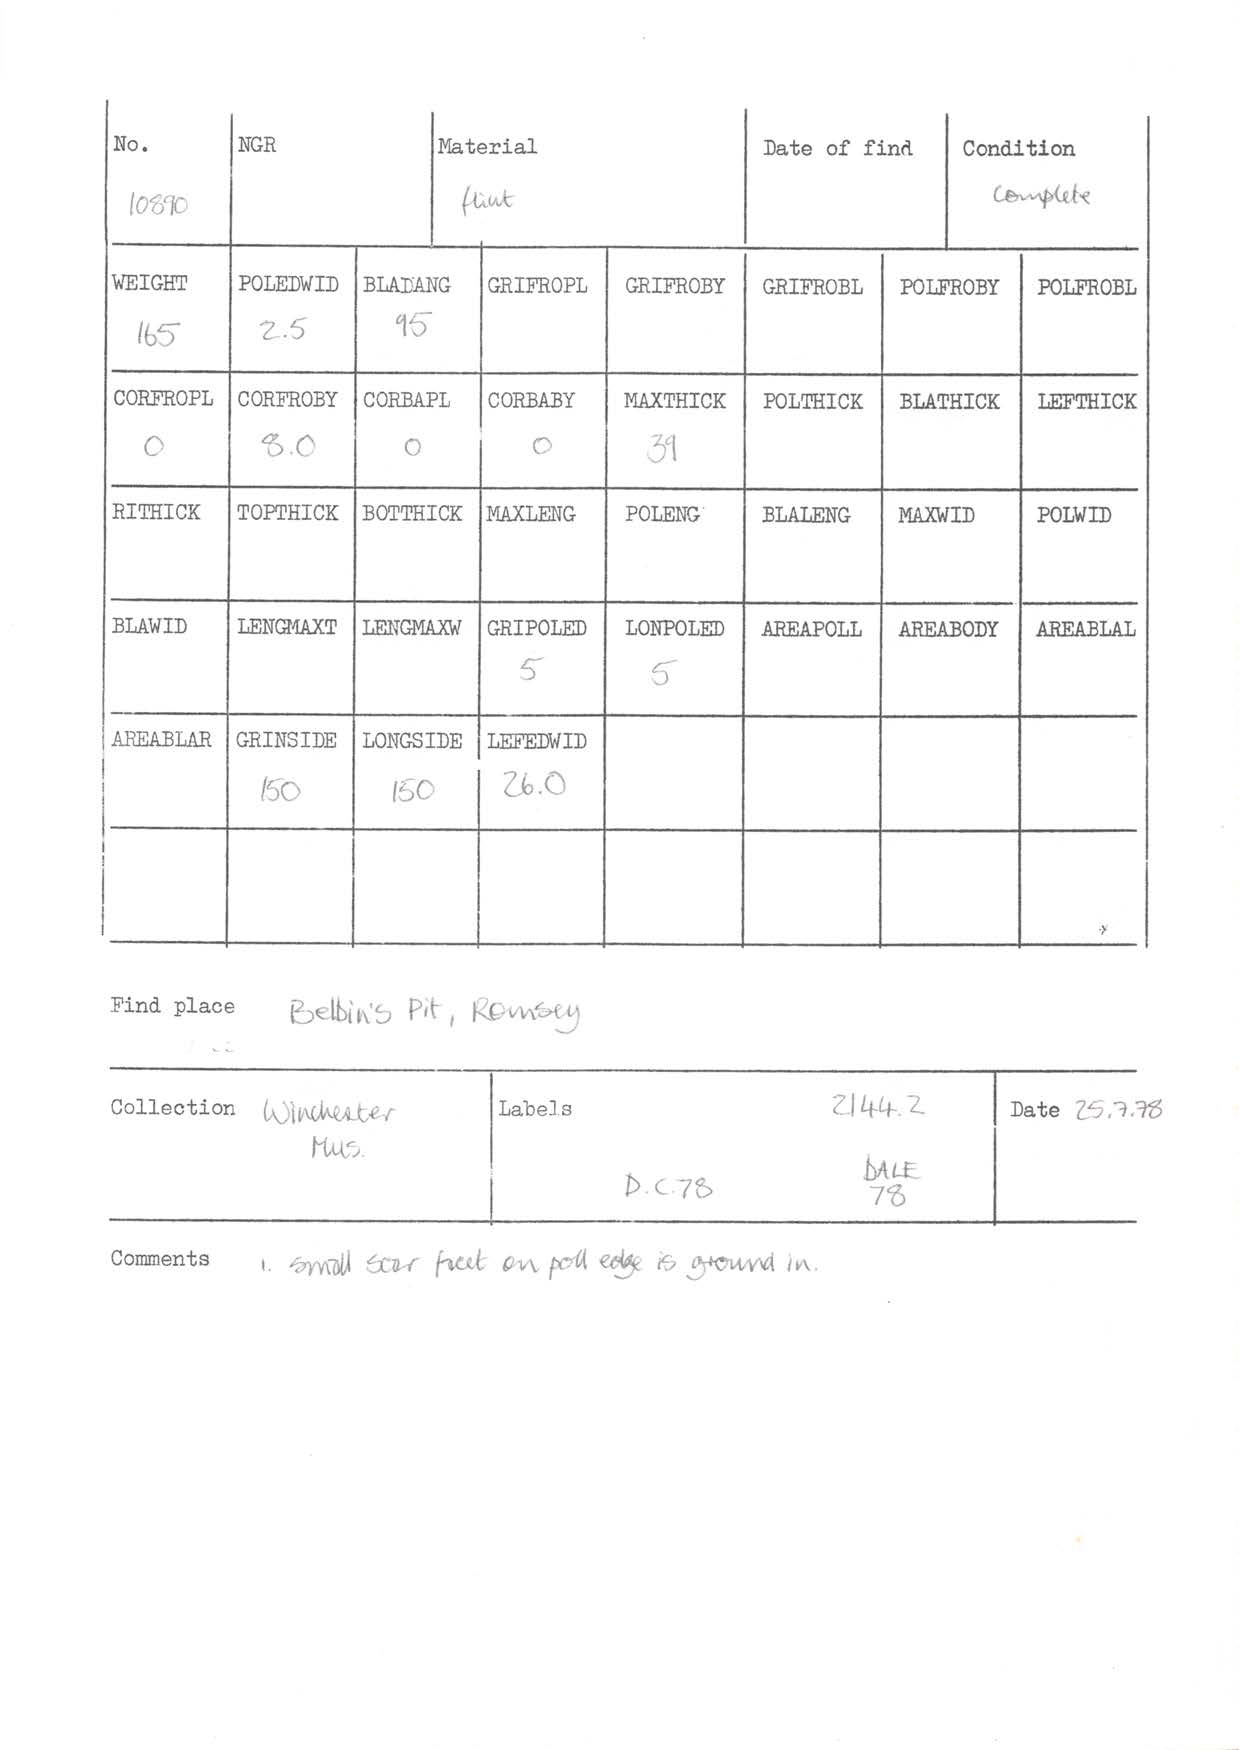 No. NGR Material Date of find Condition
10890 flint Complete
WEIGHT POLEDWID BLADANG GRIFROPL GRIFROBY GRIFROBL POLFROBY POLFROBL
165 2.5 95
CORFROPL CORFROBY CORBAPL CORBABY MAXTHICK POLTHICK BLATHICK LEFTHICK
0 8.0 0 0 39
RITHICK TOPTHICK BOTTHICK MAXLENG POLENG BLALENG MAXWID POLWID
BLAWID LENGMAXT LENGMAXW GRIPOLED LONPOLED AREAPOLL AREABODY AREABLAL
5 5
AREABLAR GRINSIDE LONGSIDE LEFEDWID
150 150 26.0
Find place Belbin's Pit, Romsey
Collection Winchester Labels 2144.2 Date 25.7.78
Mus.
D.C.78 DALE
78
Comments 1. small scar facet on poll edge is ground in.